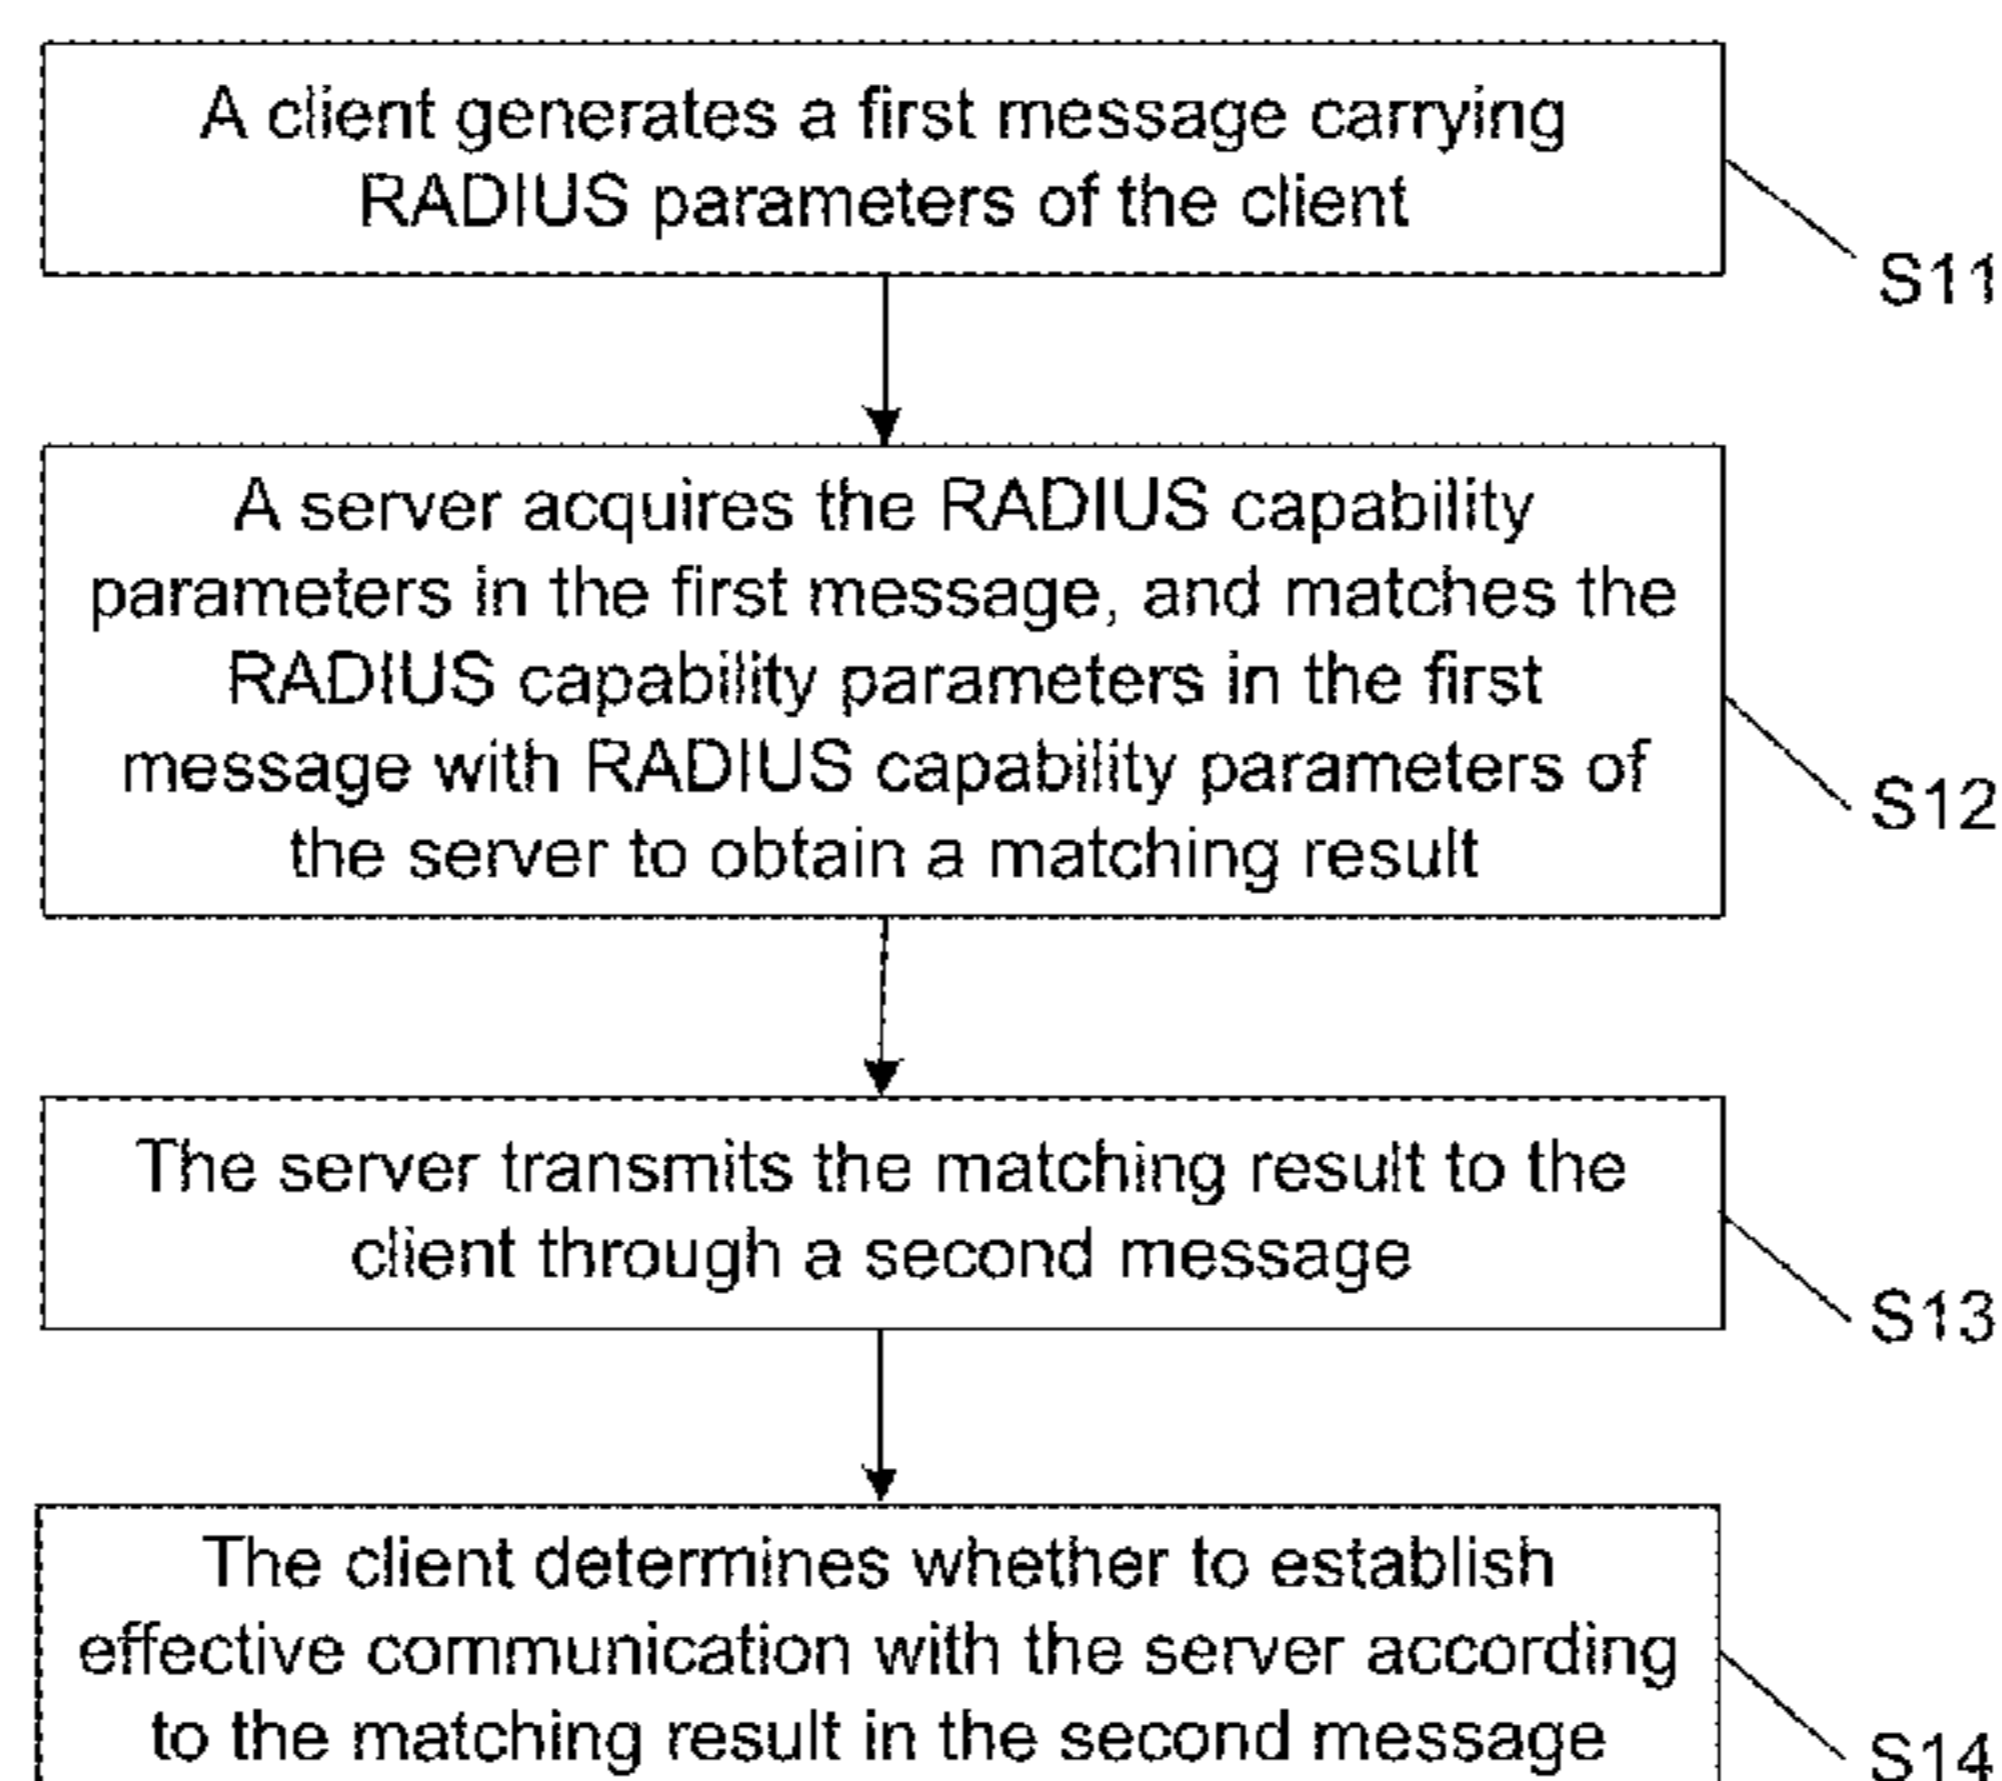 A client generates a first message carrying
RADIUS parameters of the client
S11
A server acquires the RADIUS capability
parameters in the first message, and matches the
RADIUS capability parameters in the first
message with RADIUS capability parameters of
the server to obtain a matching result
S12
The server transmits the matching result to the
client through a second message
S13
The client determines whether to establish
effective communication with the server according
to the matching result in the second message
S14